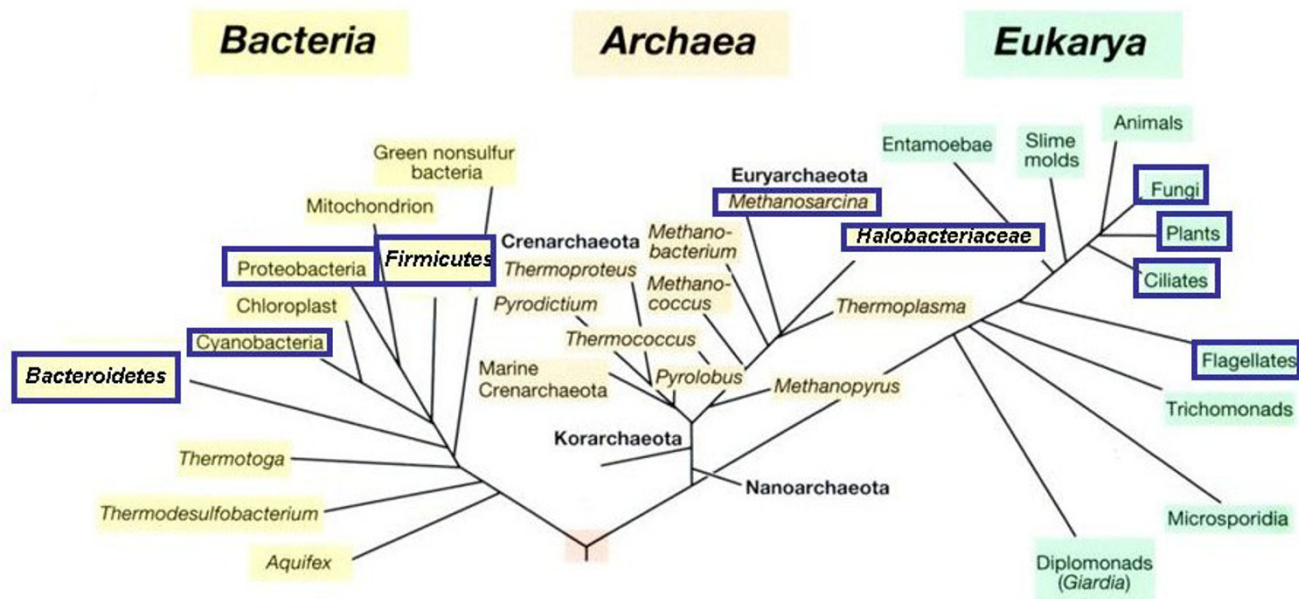 Bacteria
Archaea
Eukarya
Green nonsulfur
bacteria
Mitochondrion
Proteobacteria
Firmicutes
Chloroplast
Cyanobacteria
Bacteroidetes
Thermotoga
Thermodesulfobacterium
Aquifex
Crenarchaeota
Thermoproteus
Pyrodictium
Thermococcus
Marine
Crenarchaeota
Pyrolobus
Korarchaeota
Euryarchaeota
Methanosarcina
Methano-
bacterium
Halobacteriaceae
Methano-
coccus
Thermoplasma
Methanopyrus
Nanoarchaeota
Entamoebae
Slime
molds
Animals
Fungi
Plants
Ciliates
Flagellates
Trichomonads
Microsporidia
Diplomonads
(Giardia)